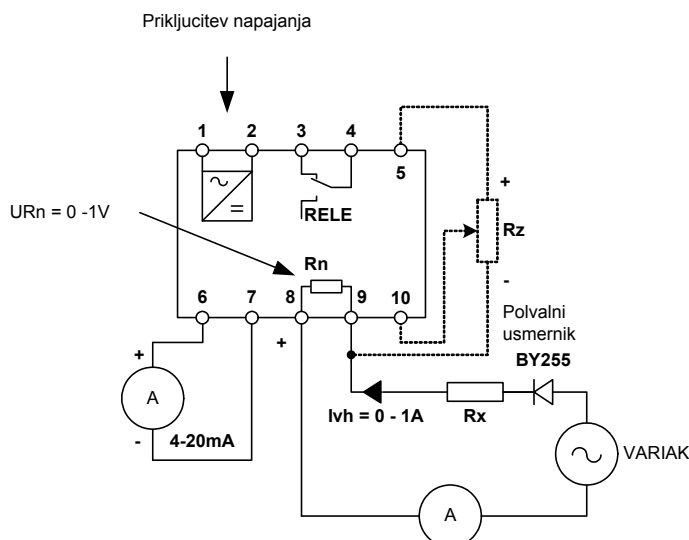 Prikljucitev napajanja
1 2 3 4
5
+
URn = 0 -1V
RELE
Rz
Rn
-
6 7 8 9 10
+
Polvalni
usmernik
BY255
+
A
-
4-20mA
Ivh = 0 - 1A
Rx
VARIAK
A